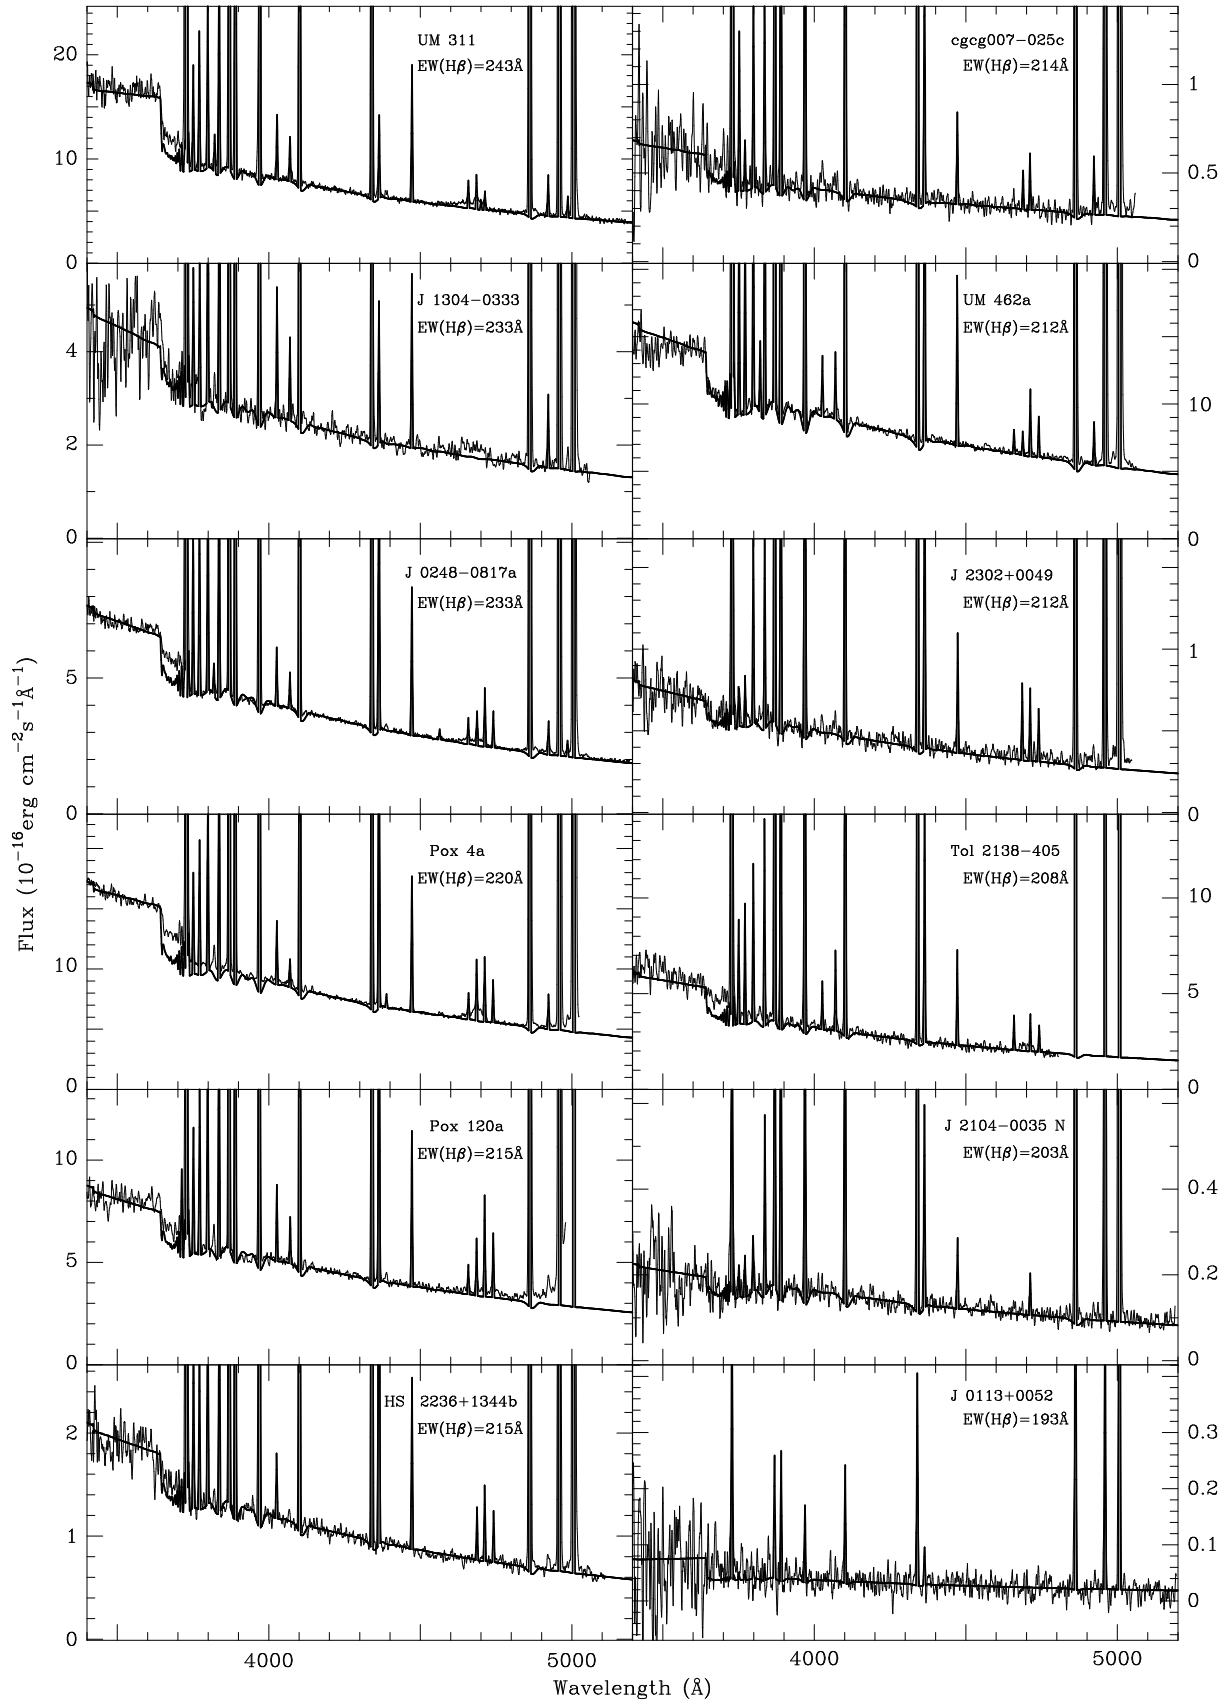 UM 311
EW(Hβ)=243Å
20
10
0
cgcg007−025c
EW(Hβ)=214Å
1
0.5
0
J 1304−0333
EW(Hβ)=233Å
4
2
0
UM 462a
EW(Hβ)=212Å
10
0
J 0248−0817a
EW(Hβ)=233Å
5
0
J 2302+0049
EW(Hβ)=212Å
1
0
Pox 4a
EW(Hβ)=220Å
10
0
Tol 2138−405
EW(Hβ)=208Å
10
5
0
Pox 120a
EW(Hβ)=215Å
10
5
0
J 2104−0035 N
EW(Hβ)=203Å
0.4
0.2
0
HS 2236+1344b
EW(Hβ)=215Å
2
1
0
J 0113+0052
EW(Hβ)=193Å
0.3
0.2
0.1
0
4000
5000
4000
5000
Flux (10−16erg cm−2s−1Å−1)
Wavelength (Å)